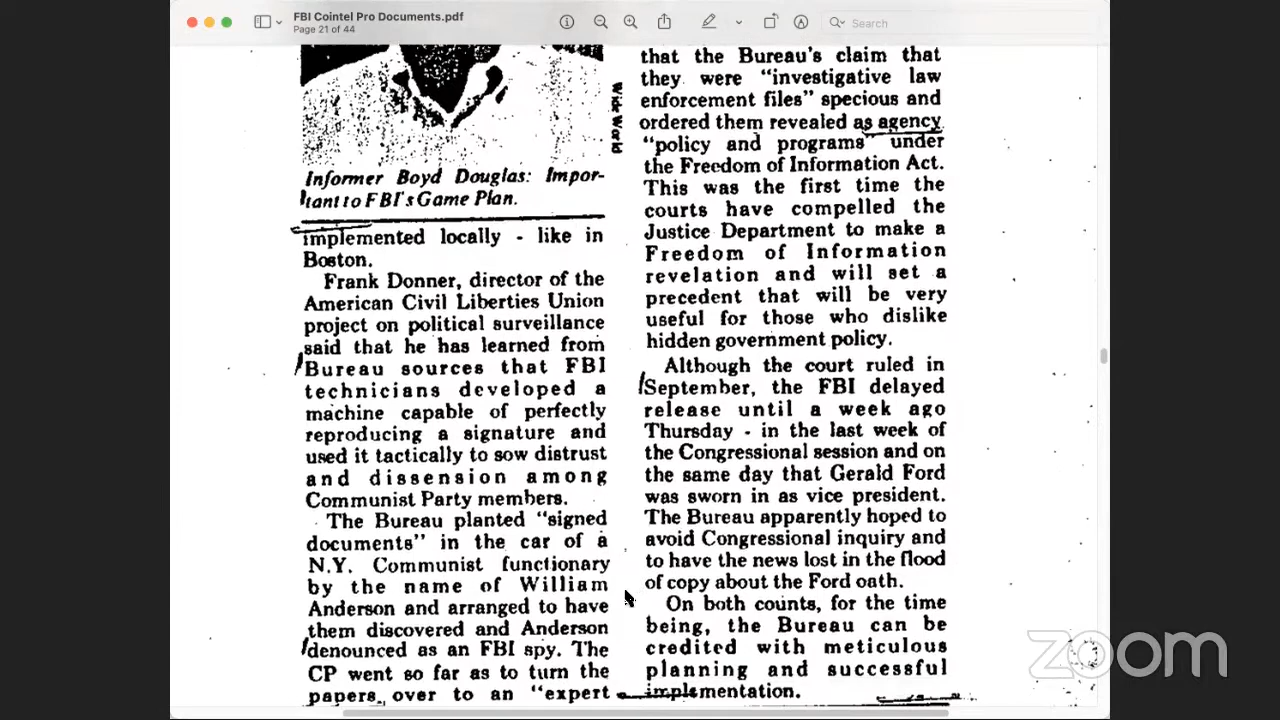 FBI Cointel Pro Documents.pdf
Page 21 of 44
Search
Wide World
Informer Boyd Douglas: Impor-
tant to FBI's Game Plan.
implemented locally - like in
Boston.
Frank Donner, director of the
American Civil Liberties Union
project on political surveillance
said that he has learned from
Bureau sources that FBI
technicians developed a
machine capable of perfectly
reproducing a signature and
used it tactically to sow distrust
and dissension among
Communist Party members.
The Bureau planted "signed
documents" in the car of a
N.Y. Communist functionary
by the name of William
Anderson and arranged to have
them discovered and Anderson
denounced as an FBI spy. The
CP went so far as to turn the
papers over to an "expert
that the Bureau's claim that
they were "investigative law
enforcement files" specious and
ordered them revealed as agency
"policy and programs" under
the Freedom of Information Act.
This was the first time the
courts have compelled the
Justice Department to make a
Freedom of Information
revelation and will set a
precedent that will be very
useful for those who dislike
hidden government policy.
Although the court ruled in
September, the FBI delayed
release until a week ago
Thursday - in the last week of
the Congressional session and on
the same day that Gerald Ford
was sworn in as vice president.
The Bureau apparently hoped to
avoid Congressional inquiry and
to have the news lost in the flood
of copy about the Ford oath.
On both counts, for the time
being, the Bureau can be
credited with meticulous
planning and successful
implementation.
zoom